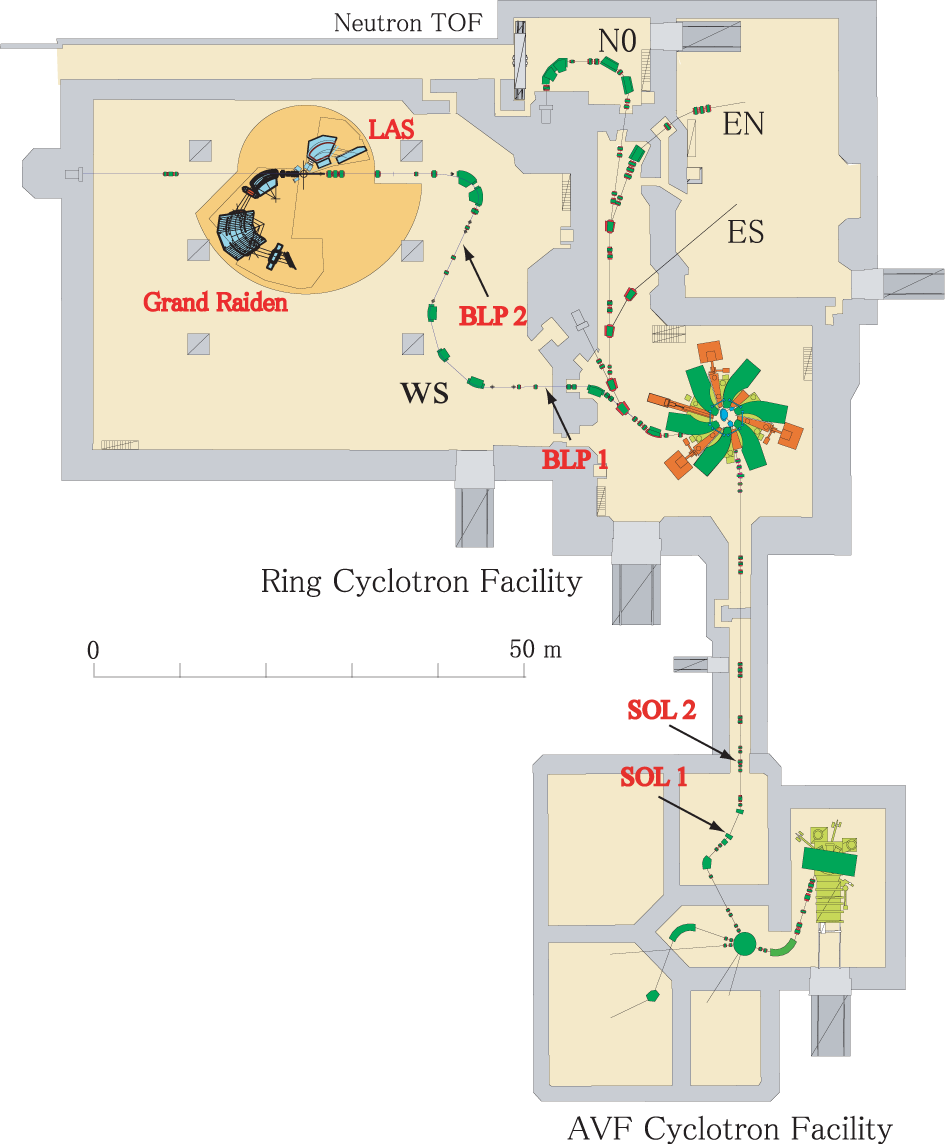 Neutron TOF
N0
LAS
EN
ES
Grand Raiden
BLP 2
WS
BLP 1
Ring Cyclotron Facility
0
50 m
SOL 2
SOL 1
AVF Cyclotron Facility